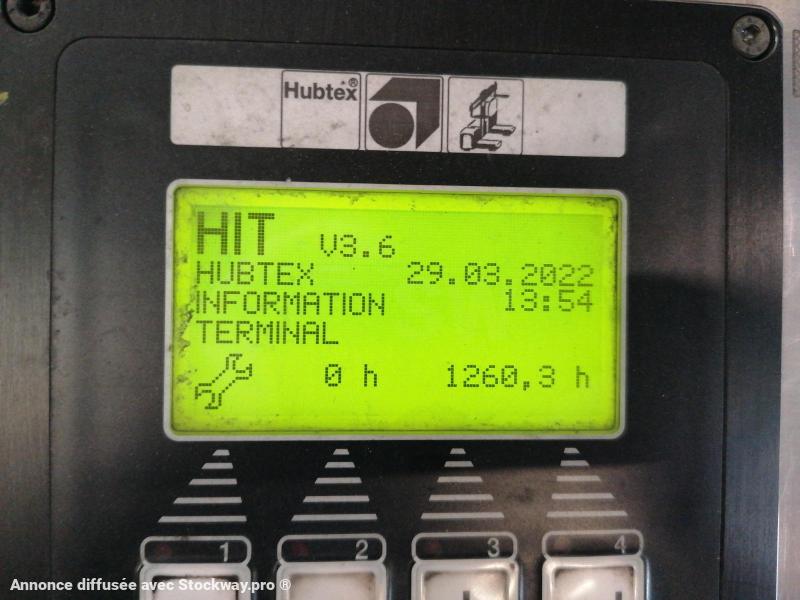 Hubtex®
HIT V3.6
HUBTEX 29.03.2022
INFORMATION 13:54
TERMINAL
0 h 1260,3 h
1 2 3 4
Annonce diffusée avec Stockway.pro ®